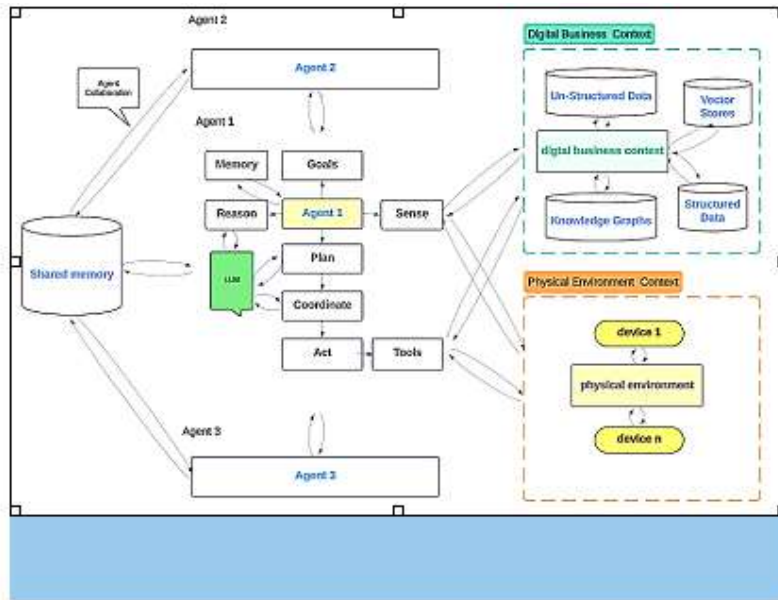 Agent 2
Agent 2
Agent
Collaboration
Agent 1
Memory
Goals
Reason
Agent 1
Sense
LLM
Plan
Coordinate
Act
Tools
Shared memory
Agent 3
Agent 3
Digital Business Context
Un-Structured Data
Vector
Stores
digital business context
Knowledge Graphs
Structured
Data
Physical Environment Context
device 1
physical environment
device n